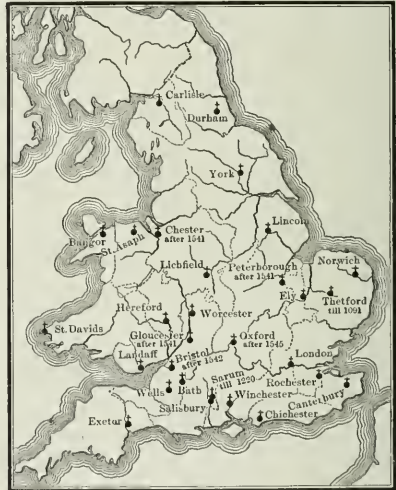 Carlisle
Durham
York
Lincoln
Bangor
St. Asaph
Chester
after 1541
Lichfield
Peterborough
after 1541
Norwich
Ely
Thetford
till 1091
Hereford
Worcester
St. Davids
Gloucester
after 1541
Oxford
after 1545
Landaff
Bristol
after 1542
London
Wells
Bath
Sarum
till 1220
Rochester
Canterbury
Salisbury
Winchester
Chichester
Exeter